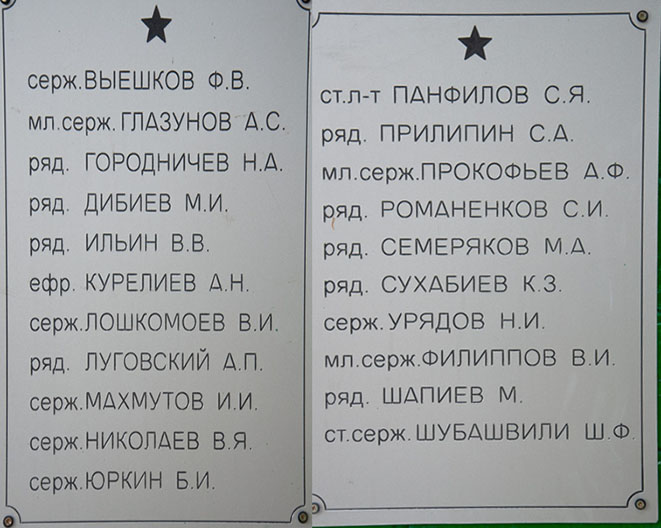 серж.ВЫЕШКОВ Ф.В.
мл.серж.ГЛАЗУНОВ А.С.
ряд. ГОРОДНИЧЕВ Н.А.
ряд. ДИБИЕВ М.И.
ряд. ИЛЬИН В.В.
ефр. КУРЕЛИЕВ А.Н.
серж.ЛОШКОМОЕВ В.И.
ряд. ЛУГОВСКИЙ А.П.
серж.МАХМУТОВ И.И.
серж.НИКОЛАЕВ В.Я.
серж.ЮРКИН Б.И.
ст.л-т ПАНФИЛОВ С.Я.
ряд. ПРИЛИПИН С.А.
мл.серж.ПРОКОФЬЕВ А.Ф.
ряд. РОМАНЕНКОВ С.И.
ряд. СЕМЕРЯКОВ М.А.
ряд. СУХАБИЕВ К.З.
серж.УРЯДОВ Н.И.
мл.серж.ФИЛИППОВ В.И.
ряд. ШАПИЕВ М.
ст.серж.ШУБАШВИЛИ Ш.Ф.